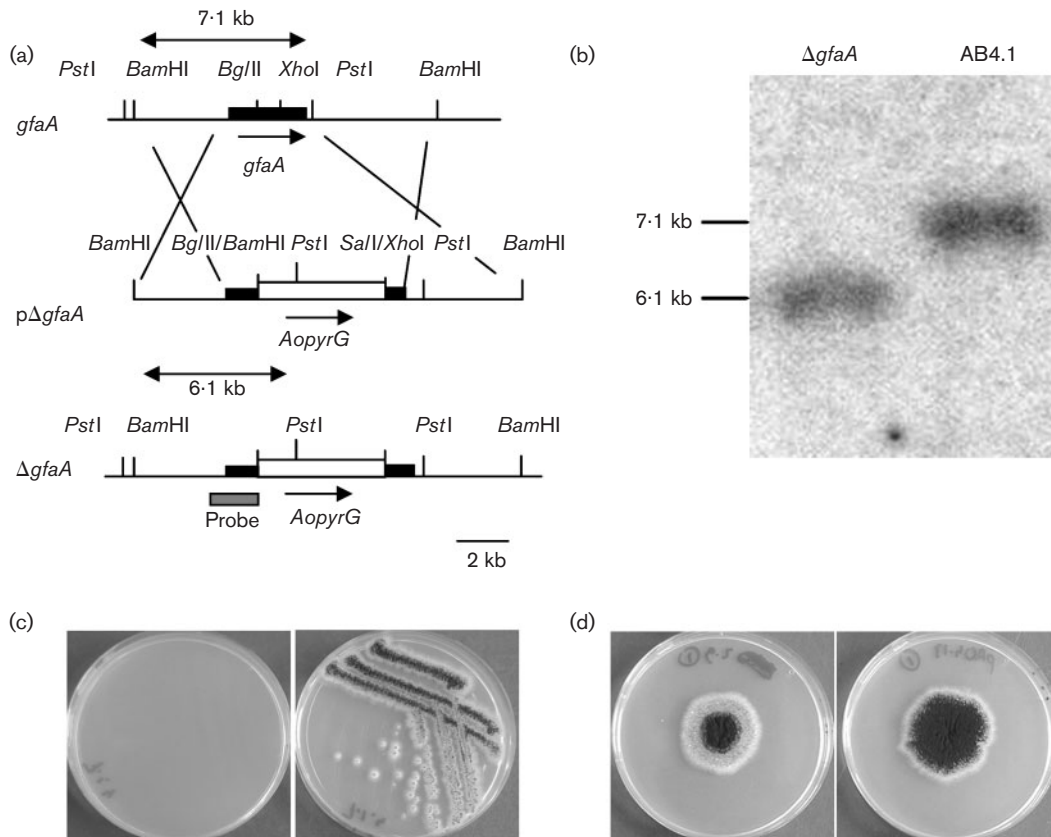 (a)
7·1 kb
PstI BamHI BglII XhoI PstI BamHI
gfaA
gfaA
BamHI BglII/BamHI PstI SalI/XhoI PstI BamHI
pΔgfaA
AopyrG
6·1 kb
PstI BamHI PstI PstI BamHI
ΔgfaA
Probe
AopyrG
2 kb
(b)
ΔgfaA AB4.1
7·1 kb
6·1 kb
(c)
(d)